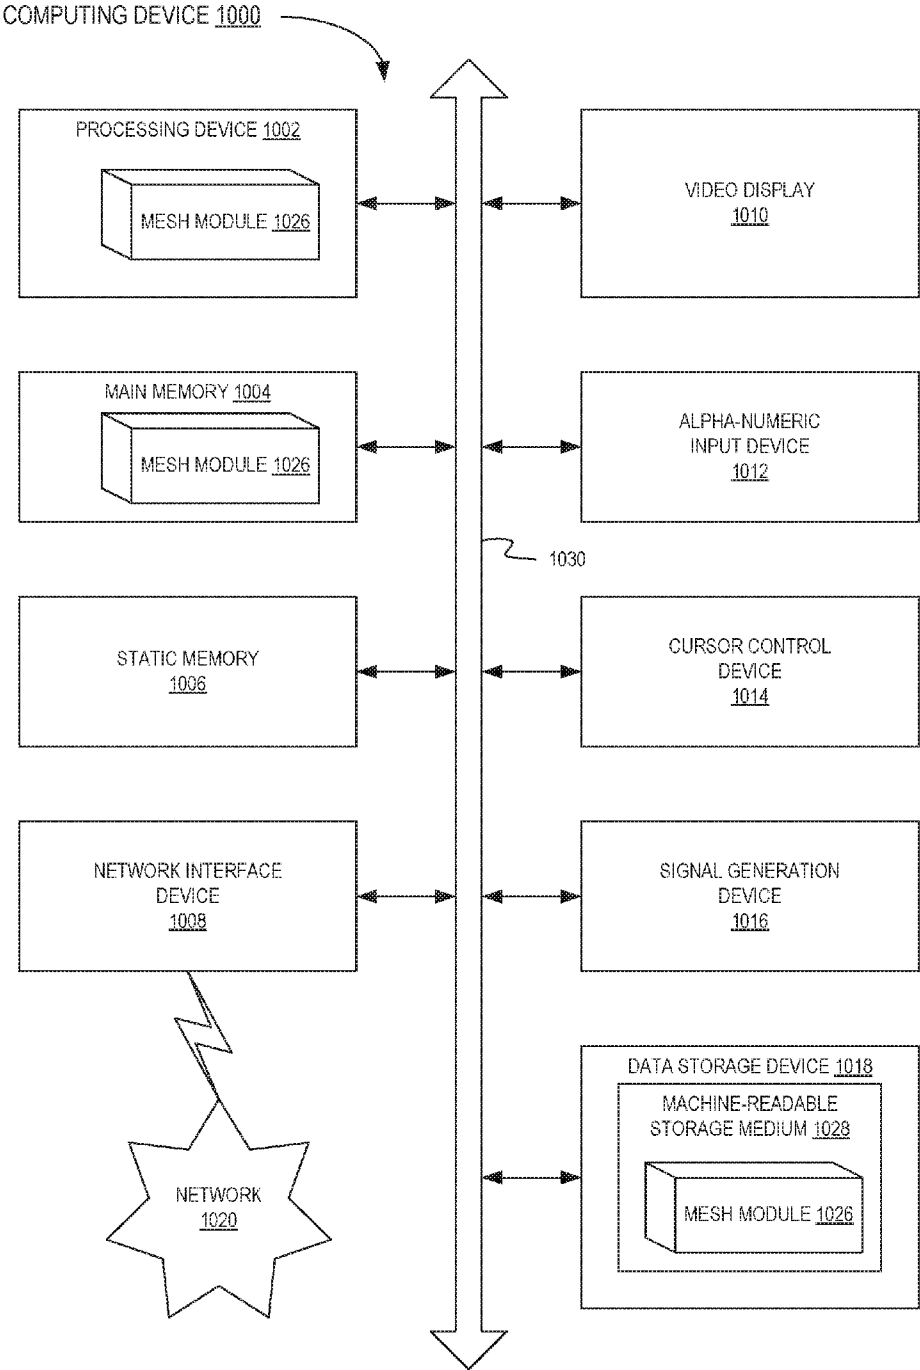 COMPUTING DEVICE 1000
PROCESSING DEVICE 1002
MESH MODULE 1026
VIDEO DISPLAY
1010
MAIN MEMORY 1004
MESH MODULE 1026
ALPHA-NUMERIC
INPUT DEVICE
1012
1030
STATIC MEMORY
1006
CURSOR CONTROL
DEVICE
1014
NETWORK INTERFACE
DEVICE
1008
SIGNAL GENERATION
DEVICE
1016
DATA STORAGE DEVICE 1018
MACHINE-READABLE
STORAGE MEDIUM 1028
MESH MODULE 1026
NETWORK
1020